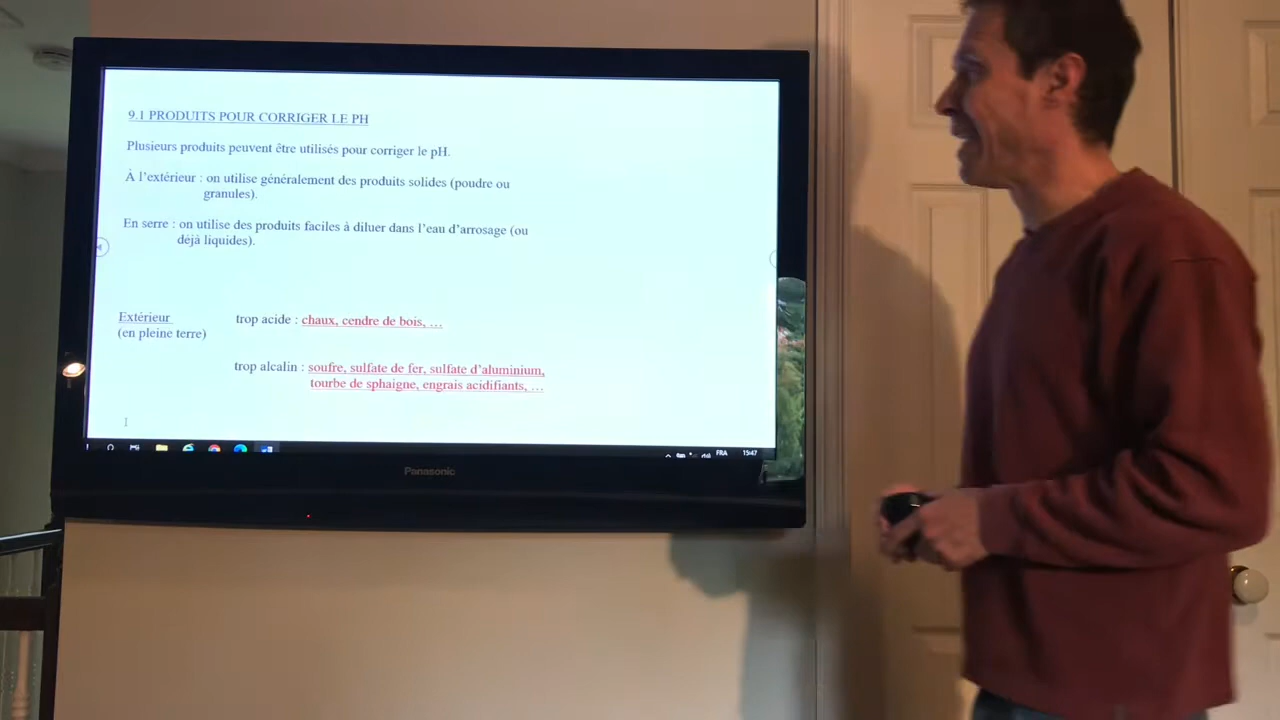 9.1 PRODUITS POUR CORRIGER LE PH
Plusieurs produits peuvent être utilisés pour corriger le pH.
À l'extérieur : on utilise généralement des produits solides (poudre ou
granules).
En serre : on utilise des produits faciles à diluer dans l'eau d'arrosage (ou
déjà liquides).
Extérieur
(en pleine terre)
trop acide : chaux, cendre de bois, …
trop alcalin : soufre, sulfate de fer, sulfate d'aluminium,
tourbe de sphaigne, engrais acidifiants, …
FRA 15:47
Panasonic